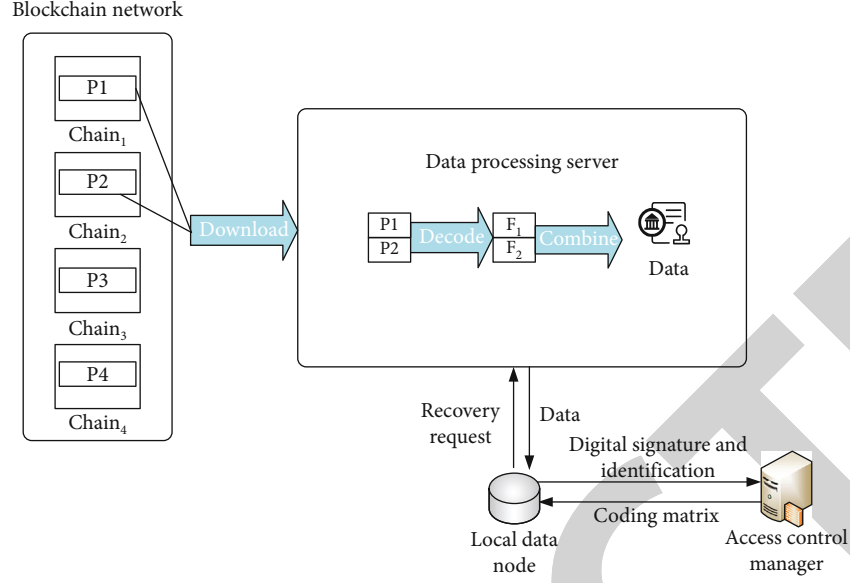 Blockchain network
P1
Chain₁
P2
Chain₂
P3
Chain₃
P4
Chain₄
Download
Data processing server
P1
P2
Decode
F₁
F₂
Combine
Data
Recovery
request
Data
Digital signature and
identification
Coding matrix
Local data
node
Access control
manager